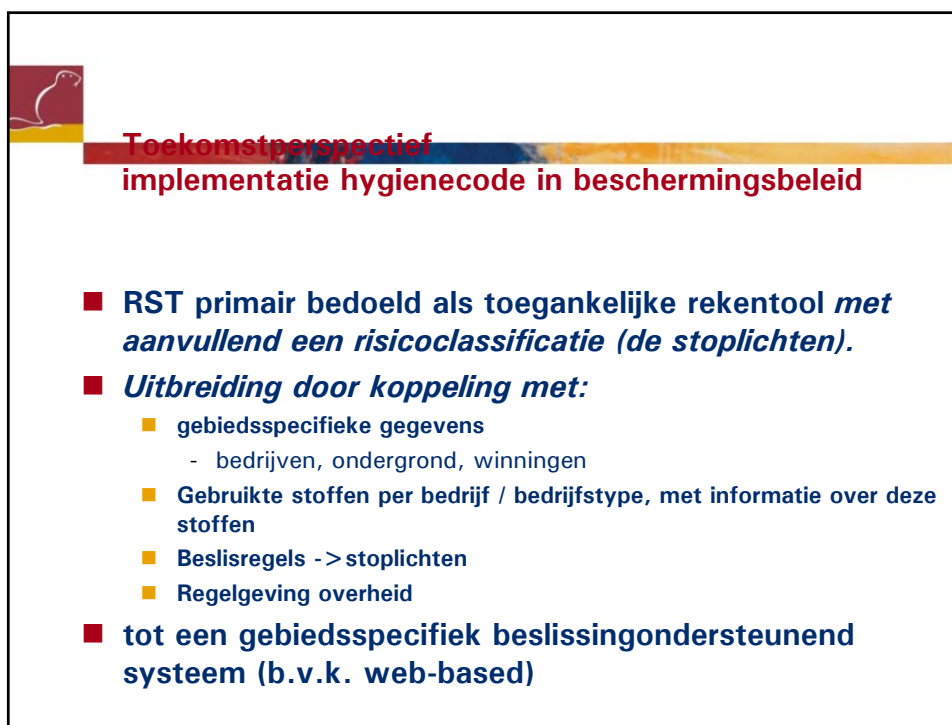 Toekomstperspectief
implementatie hygienecode in beschermingsbeleid
RST primair bedoeld als toegankelijke rekentool met
aanvullend een risicoclassificatie (de stoplichten).
Uitbreiding door koppeling met:
gebiedsspecifieke gegevens
- bedrijven, ondergrond, winningen
Gebruikte stoffen per bedrijf / bedrijfstype, met informatie over deze
stoffen
Beslisregels ->stoplichten
Regelgeving overheid
tot een gebiedsspecifiek beslissingondersteunend
systeem (b.v.k. web-based)